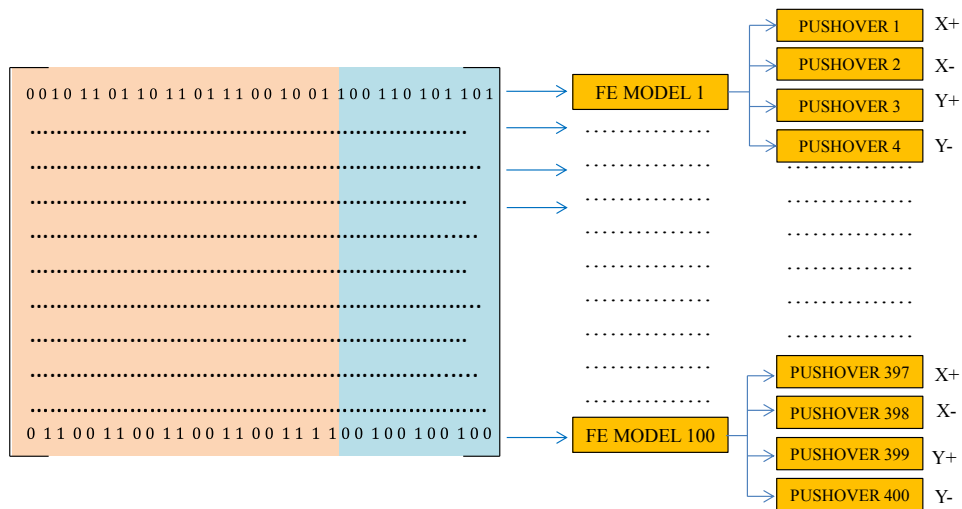 0 0 1 0 1 1 0 1 1 0 1 1 0 1 1 1 0 0 1 0 0 1 1 0 0 1 1 0 1 0 1 1 0 1
0 1 1 0 0 1 1 0 0 1 1 0 0 1 1 0 0 1 1 1 1 0 0 1 0 0 1 0 0 1 0 0
FE MODEL 1
FE MODEL 100
PUSHOVER 1 X+
PUSHOVER 2 X-
PUSHOVER 3 Y+
PUSHOVER 4 Y-
PUSHOVER 397 X+
PUSHOVER 398 X-
PUSHOVER 399 Y+
PUSHOVER 400 Y-